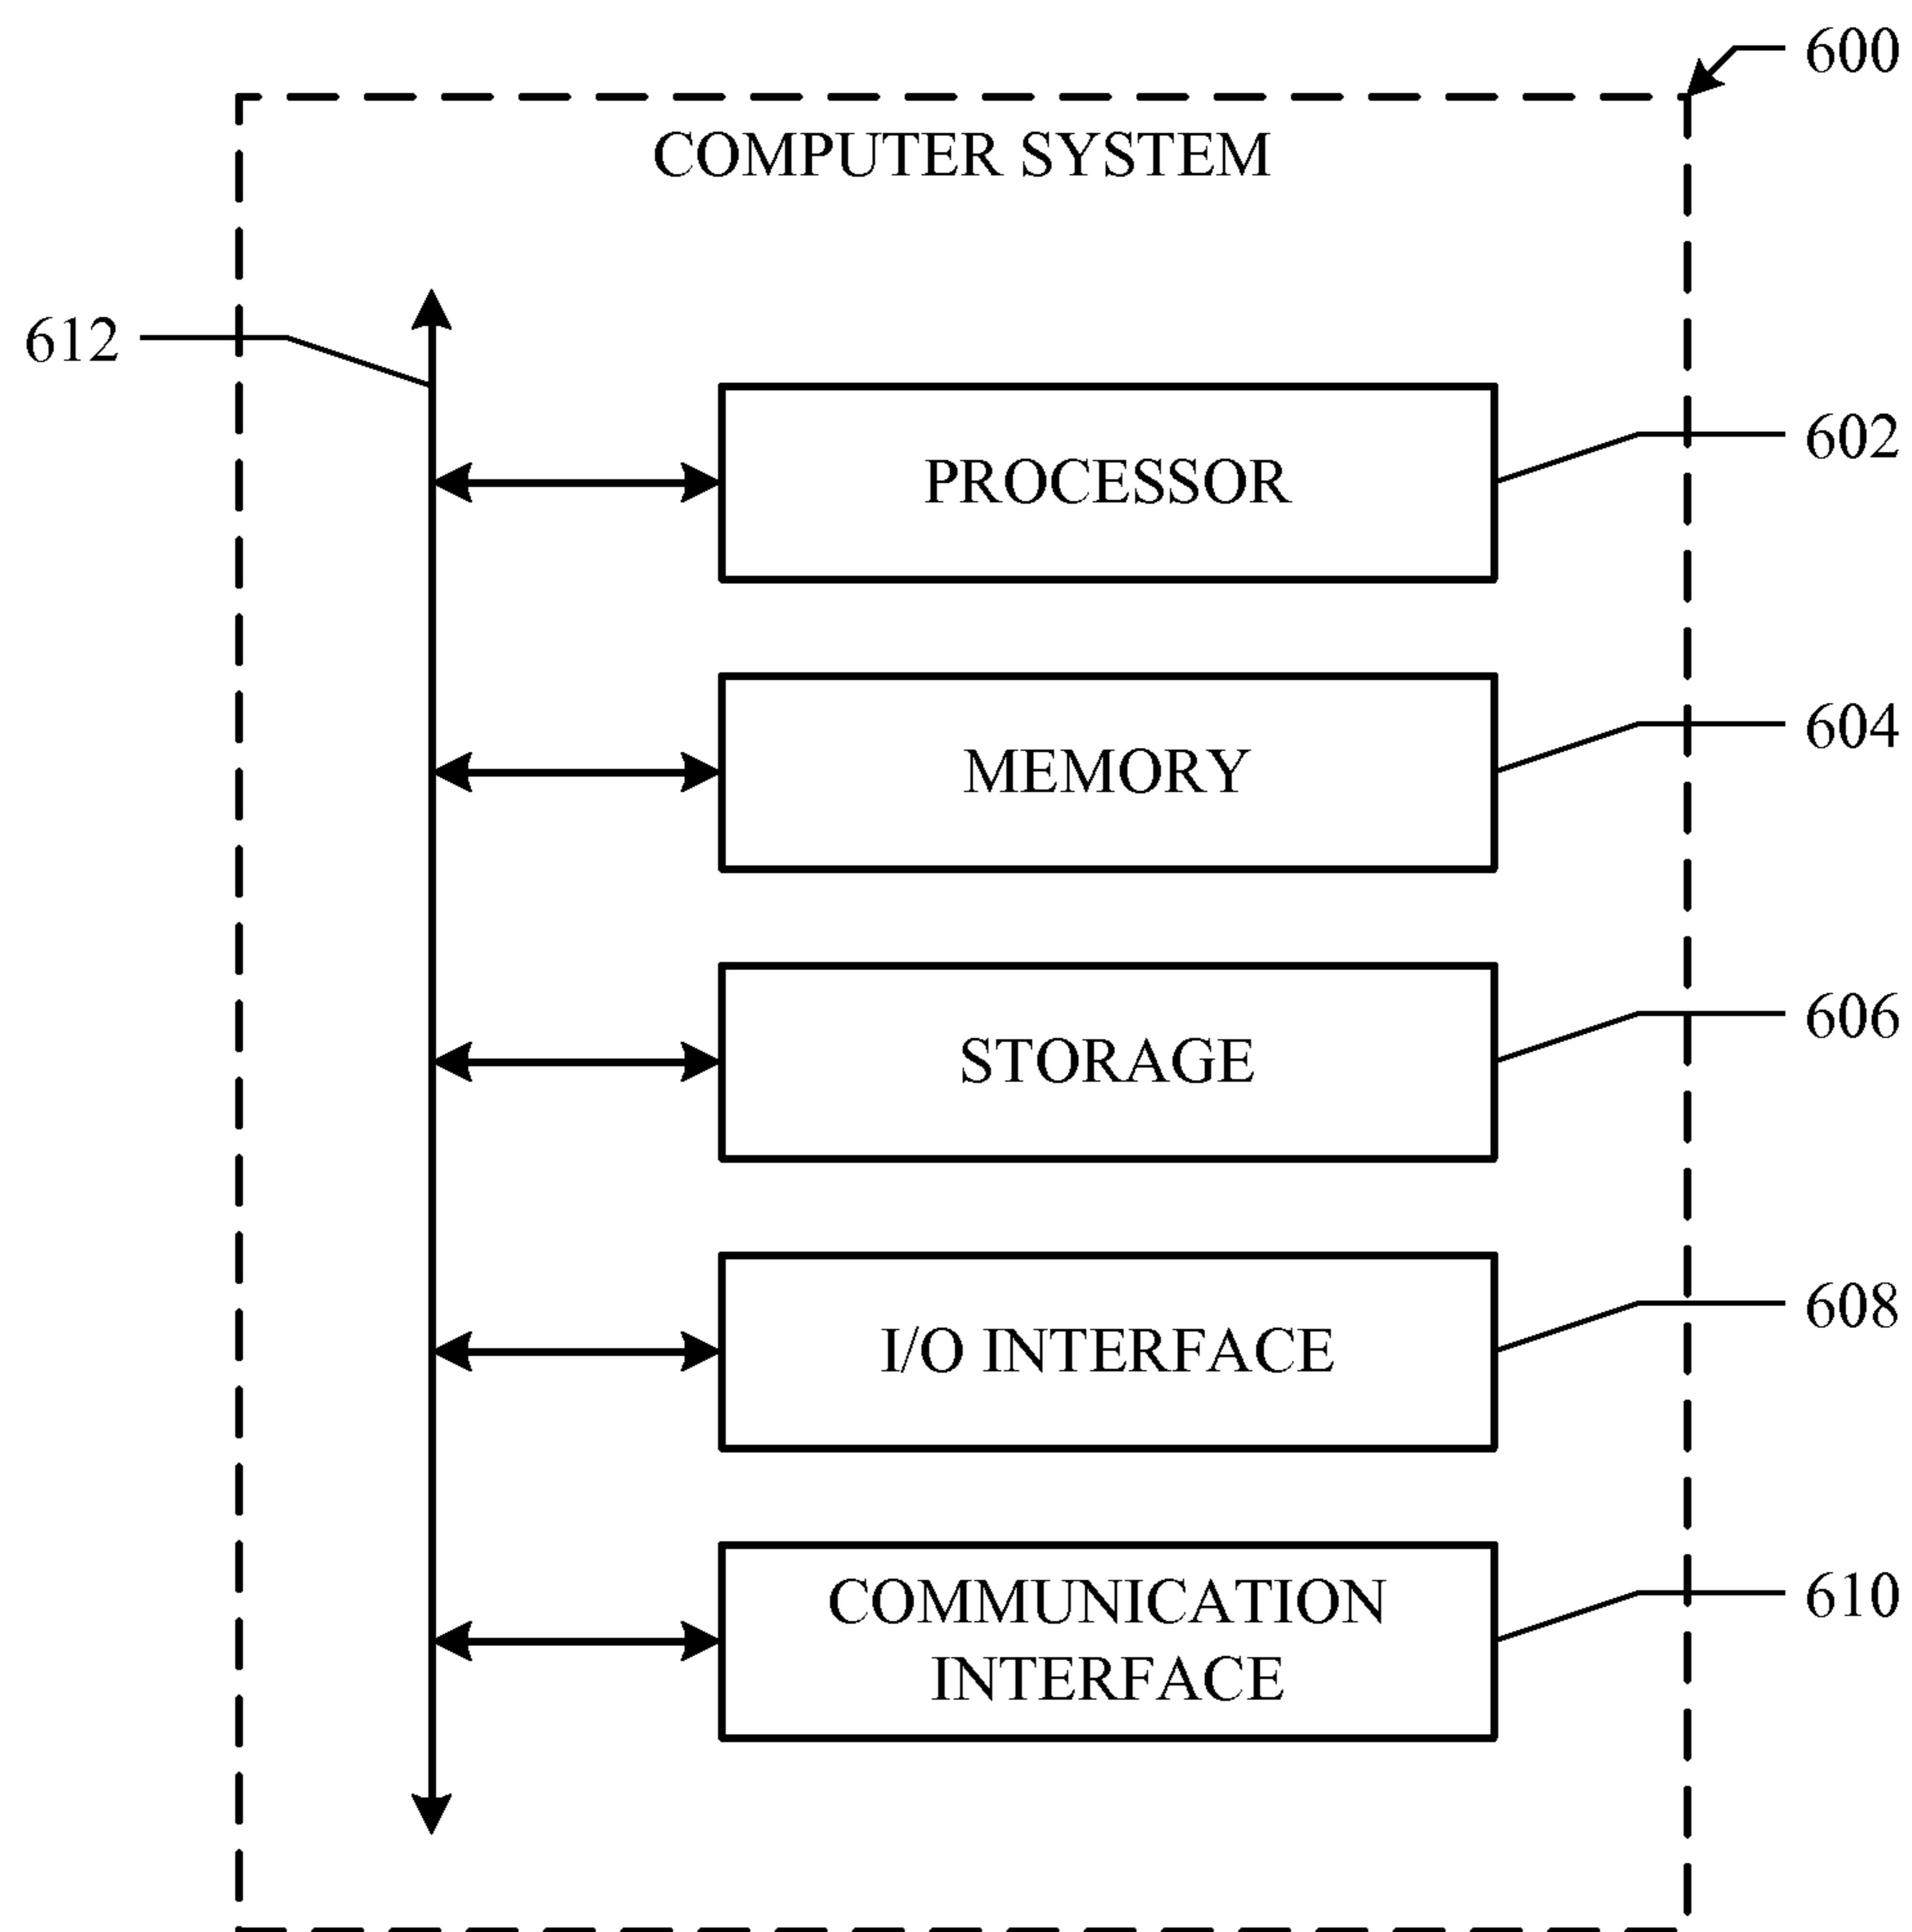 600
COMPUTER SYSTEM
612
PROCESSOR
602
MEMORY
604
STORAGE
606
I/O INTERFACE
608
COMMUNICATION
INTERFACE
610